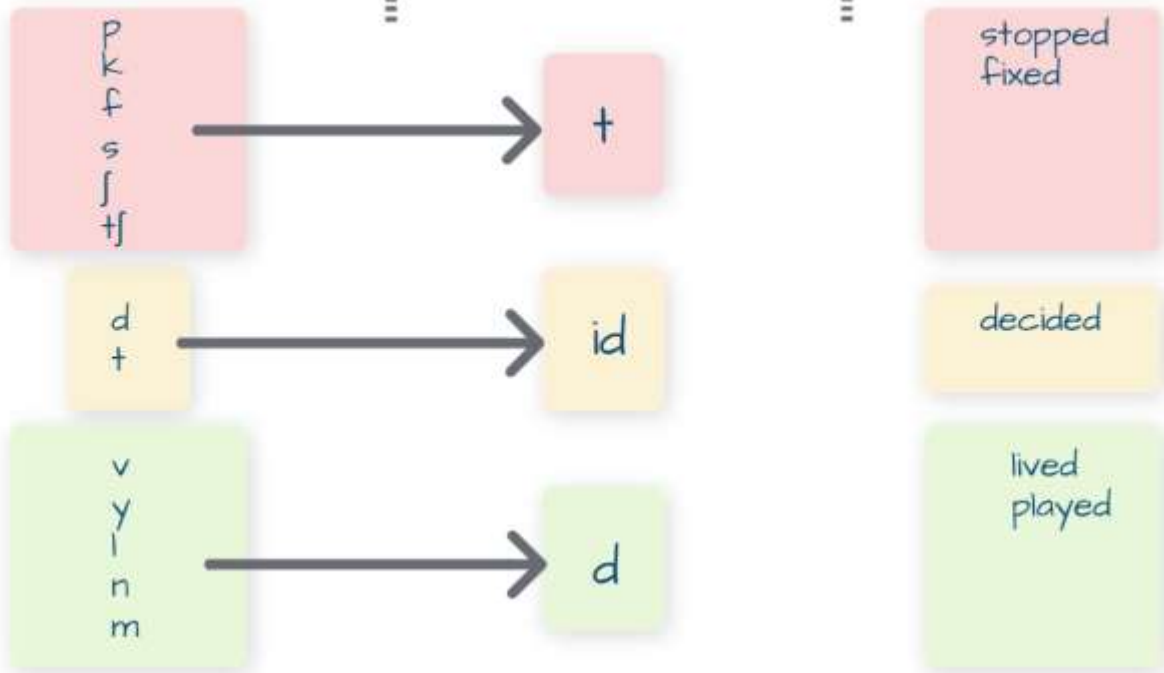 p
k
f
s
ʃ
tʃ
t
stopped
fixed
d
t
id
decided
v
y
l
n
m
d
lived
played